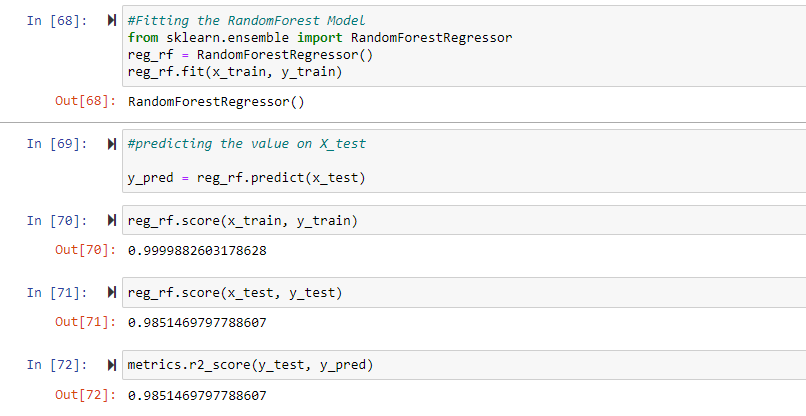 In [68]: #Fitting the RandomForest Model
from sklearn.ensemble import RandomForestRegressor
reg_rf = RandomForestRegressor()
reg_rf.fit(x_train, y_train)
Out[68]: RandomForestRegressor()
In [69]: #predicting the value on X_test
y_pred = reg_rf.predict(x_test)
In [70]: reg_rf.score(x_train, y_train)
Out[70]: 0.9999882603178628
In [71]: reg_rf.score(x_test, y_test)
Out[71]: 0.9851469797788607
In [72]: metrics.r2_score(y_test, y_pred)
Out[72]: 0.9851469797788607